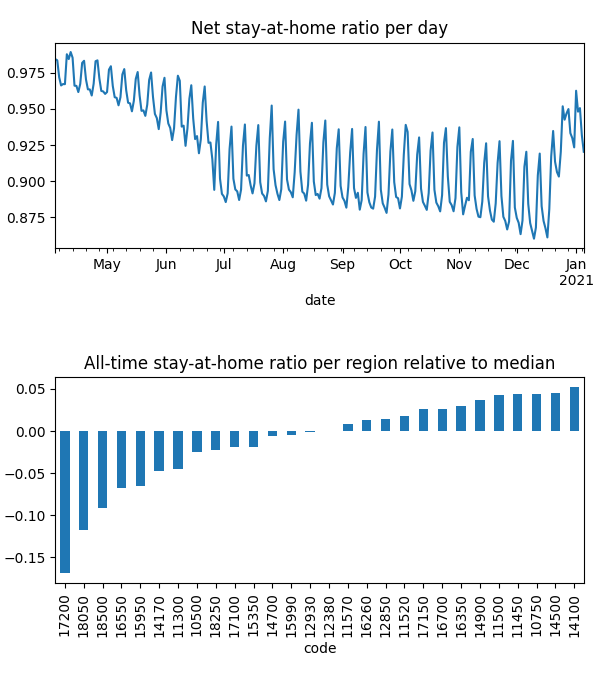 Net stay-at-home ratio per day
0.975
0.950
0.925
0.900
0.875
May Jun Jul Aug Sep Oct Nov Dec Jan
2021
date
All-time stay-at-home ratio per region relative to median
0.05
0.00
−0.05
−0.10
−0.15
17200 18050 18500 16550 15950 14170 11300 10500 18250 17100 15350 14700 15990 12930 12380 11570 16260 12850 11520 17150 16700 16350 14900 11500 11450 10750 14500 14100
code